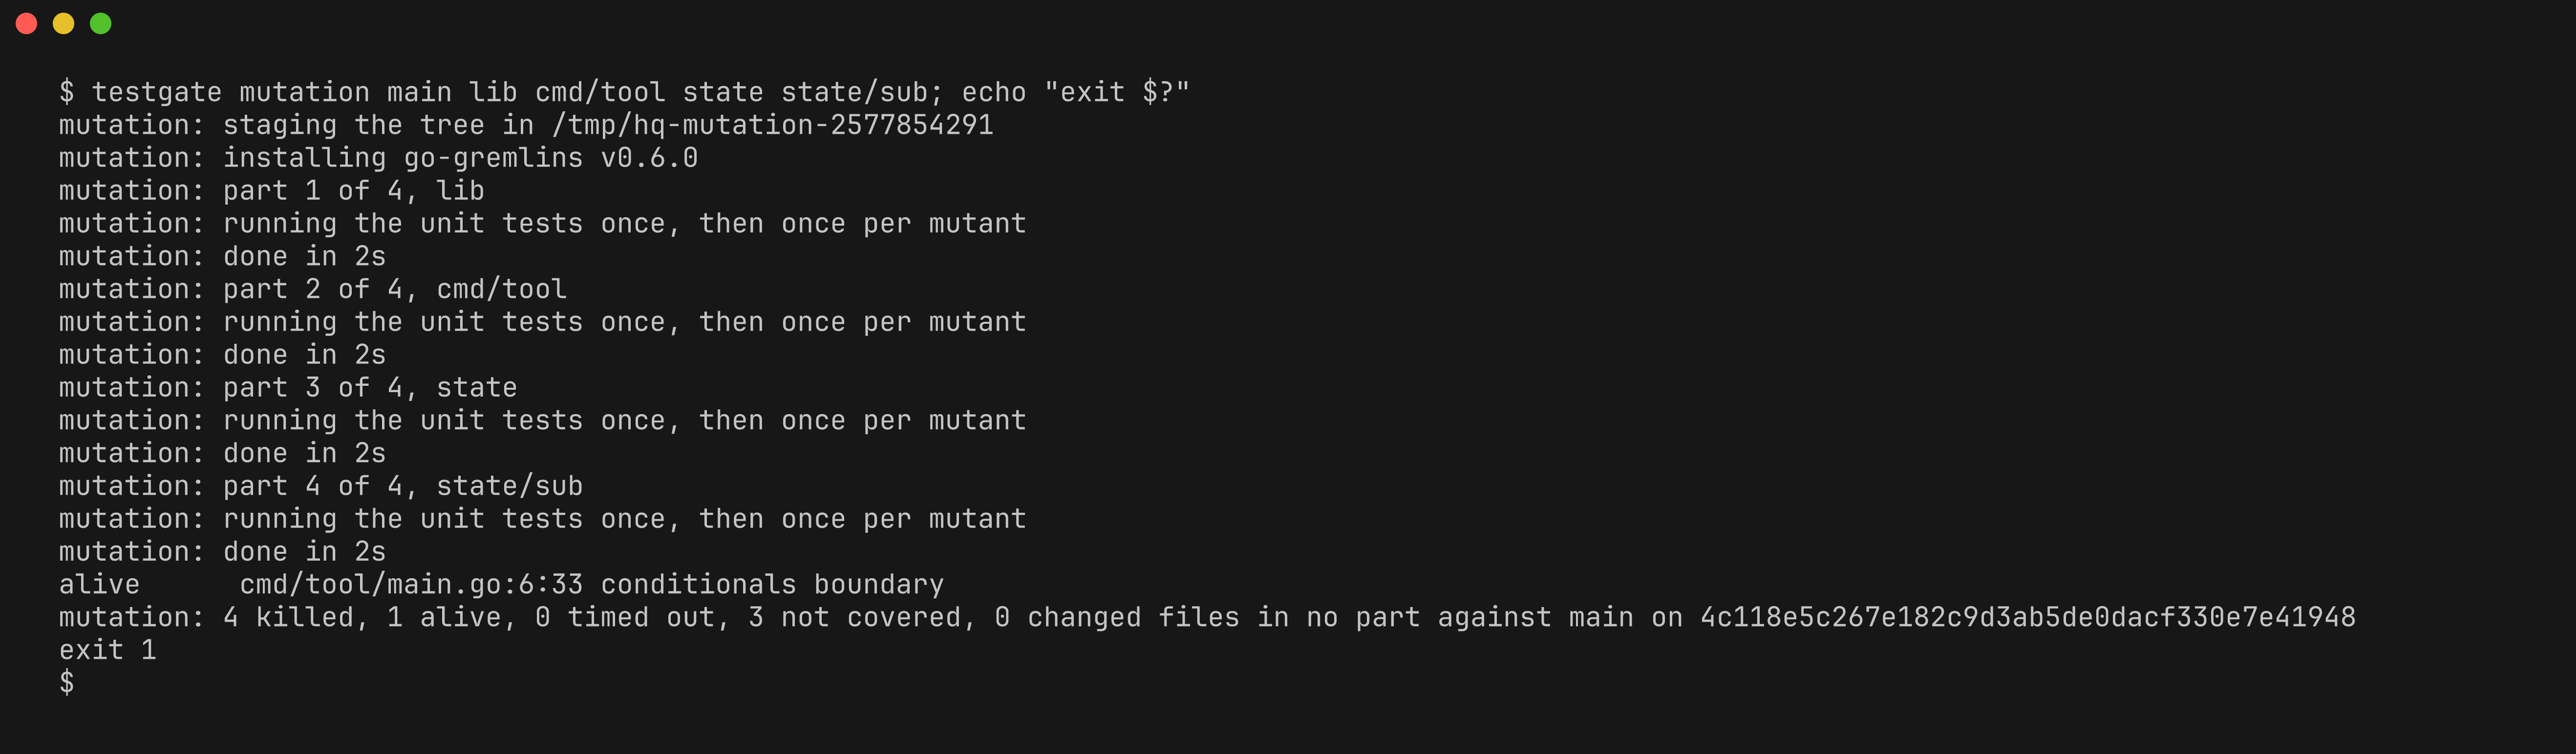 $ testgate mutation main lib cmd/tool state state/sub; echo "exit $?"
mutation: staging the tree in /tmp/hq-mutation-2577854291
mutation: installing go-gremlins v0.6.0
mutation: part 1 of 4, lib
mutation: running the unit tests once, then once per mutant
mutation: done in 2s
mutation: part 2 of 4, cmd/tool
mutation: running the unit tests once, then once per mutant
mutation: done in 2s
mutation: part 3 of 4, state
mutation: running the unit tests once, then once per mutant
mutation: done in 2s
mutation: part 4 of 4, state/sub
mutation: running the unit tests once, then once per mutant
mutation: done in 2s
alive      cmd/tool/main.go:6:33 conditionals boundary
mutation: 4 killed, 1 alive, 0 timed out, 3 not covered, 0 changed files in no part against main on 4c118e5c267e182c9d3ab5de0dacf330e7e41948
exit 1
$